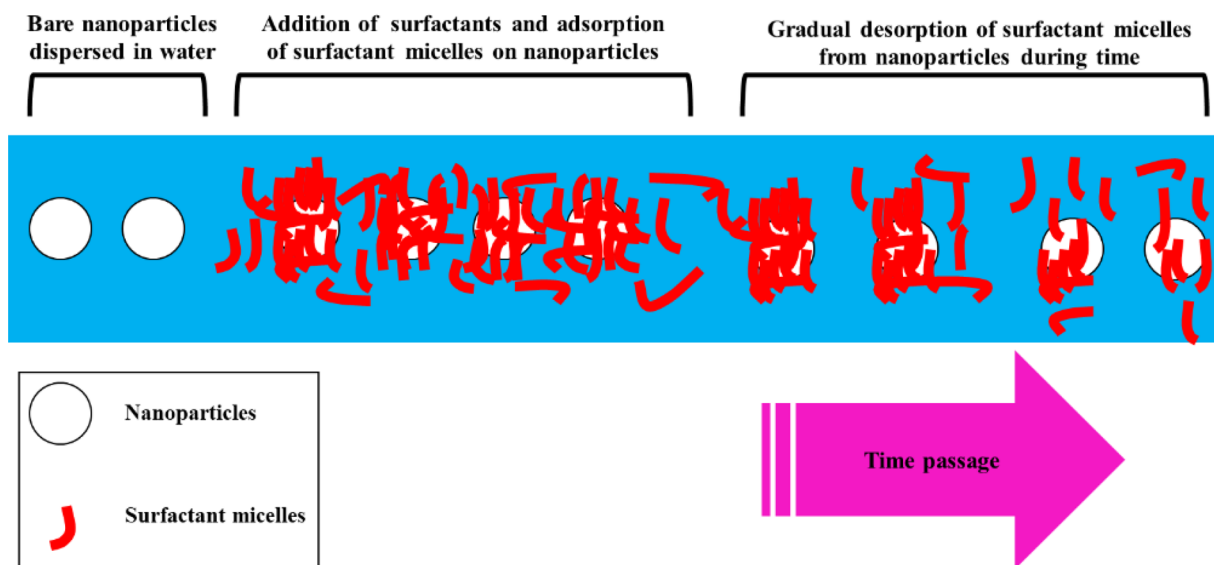 Bare nanoparticles
dispersed in water
Addition of surfactants and adsorption
of surfactant micelles on nanoparticles
Gradual desorption of surfactant micelles
from nanoparticles during time
Nanoparticles
Surfactant micelles
Time passage